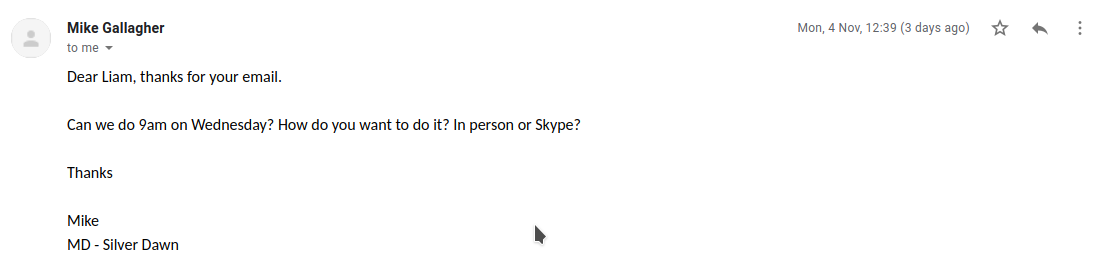 Mike Gallagher
Mon, 4 Nov, 12:39 (3 days ago)
to me
Dear Liam, thanks for your email.
Can we do 9am on Wednesday? How do you want to do it? In person or Skype?
Thanks
Mike
MD - Silver Dawn